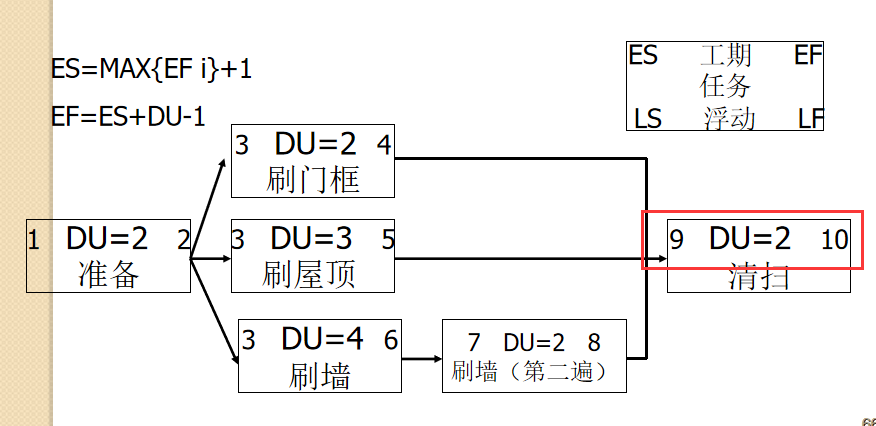 ES=MAX{EF i}+1
EF=ES+DU-1
ES 工期 EF
任务
LS 浮动 LF
3 DU=2 4
刷门框
1 DU=2 2
准备
3 DU=3 5
刷屋顶
9 DU=2 10
清扫
3 DU=4 6
刷墙
7 DU=2 8
刷墙（第二遍）